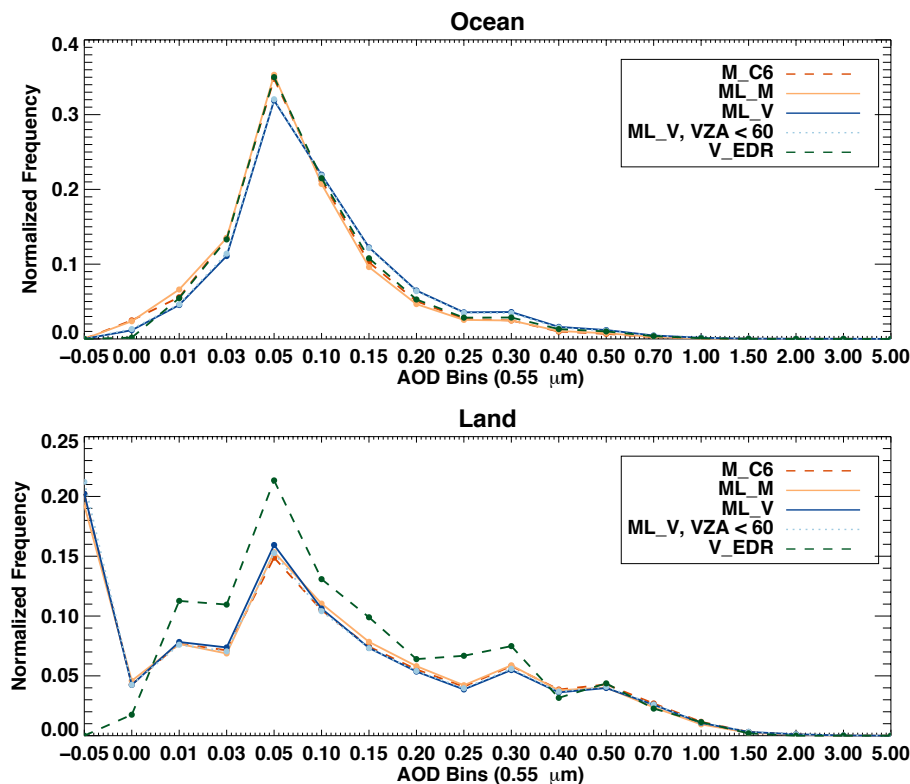 Ocean
0.4
0.3
0.2
0.1
0.0
Normalized Frequency
M_C6
ML_M
ML_V
ML_V, VZA < 60
V_EDR
−0.05 0.00 0.01 0.03 0.05 0.10 0.15 0.20 0.25 0.30 0.40 0.50 0.70 1.00 1.50 2.00 3.00 5.00
AOD Bins (0.55 μm)
Land
0.25
0.20
0.15
0.10
0.05
0.00
Normalized Frequency
M_C6
ML_M
ML_V
ML_V, VZA < 60
V_EDR
−0.05 0.00 0.01 0.03 0.05 0.10 0.15 0.20 0.25 0.30 0.40 0.50 0.70 1.00 1.50 2.00 3.00 5.00
AOD Bins (0.55 μm)